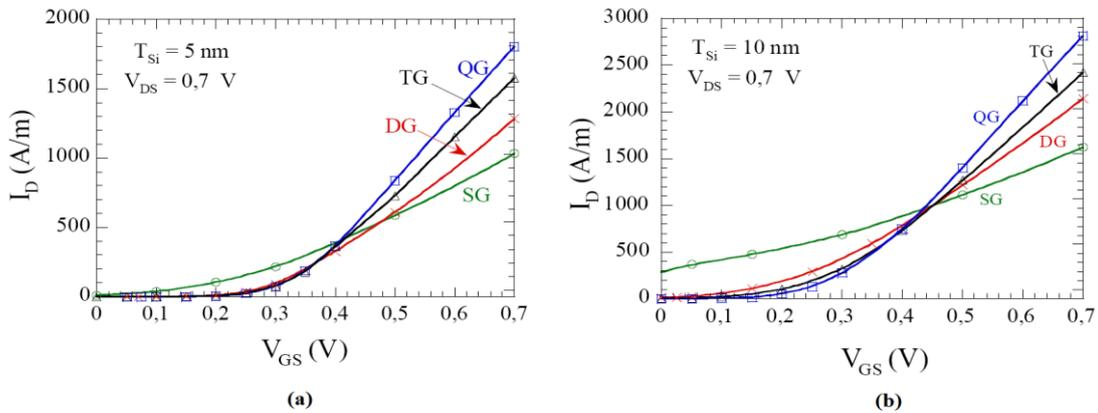 2000
1500
1000
500
0
I_D (A/m)
T_Si = 5 nm
V_DS = 0,7 V
QG
TG
DG
SG
0 0,1 0,2 0,3 0,4 0,5 0,6 0,7
V_GS (V)
(a)
3000
2500
2000
1500
1000
500
0
I_D (A/m)
T_Si = 10 nm
V_DS = 0,7 V
TG
QG
DG
SG
0 0,1 0,2 0,3 0,4 0,5 0,6 0,7
V_GS (V)
(b)